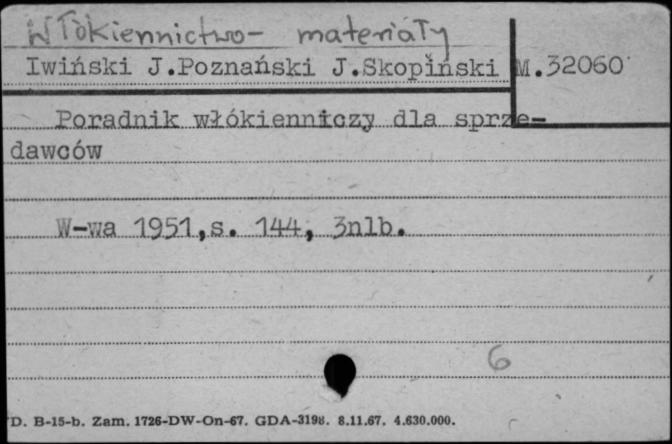 Włókiennictwo- materiały
Iwiński J.Poznański J.Skopiński M.32060
Poradnik włókienniczy dla sprze-
dawców
W-wa 1951,s. 144, 3nlb.
6
D. B-15-b. Zam. 1726-DW-On-67. GDA-3198. 8.11.67. 4.630.000.